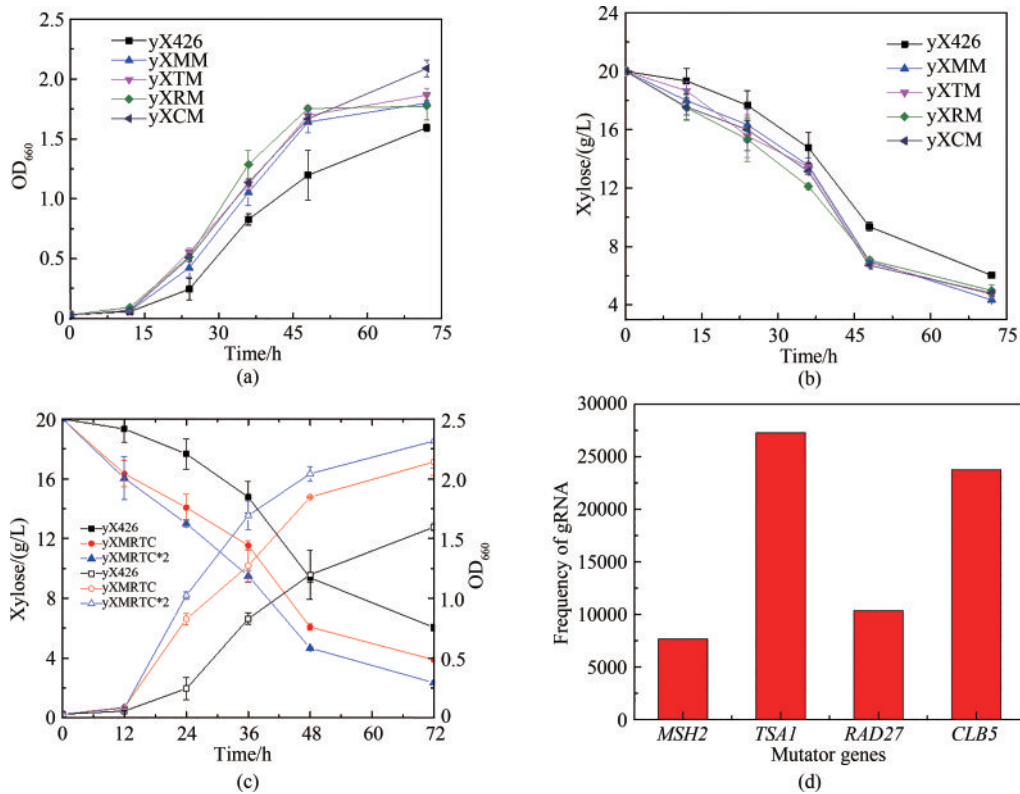 2.5
2.0
1.5
1.0
0.5
0
OD660
yX426
yXMM
yXTM
yXRM
yXCM
0 15 30 45 60 75
Time/h
(a)
24
20
16
12
8
4
Xylose/(g/L)
yX426
yXMM
yXTM
yXRM
yXCM
0 15 30 45 60 75
Time/h
(b)
20
16
12
8
4
0
Xylose/(g/L)
yX426
yXMRTC
yXMRTC*2
yX426
yXMRTC
yXMRTC*2
2.5
2.0
1.5
1.0
0.5
0
OD660
0 12 24 36 48 60 72
Time/h
(c)
30000
25000
20000
15000
10000
5000
0
Frequency of gRNA
MSH2 TSA1 RAD27 CLB5
Mutator genes
(d)